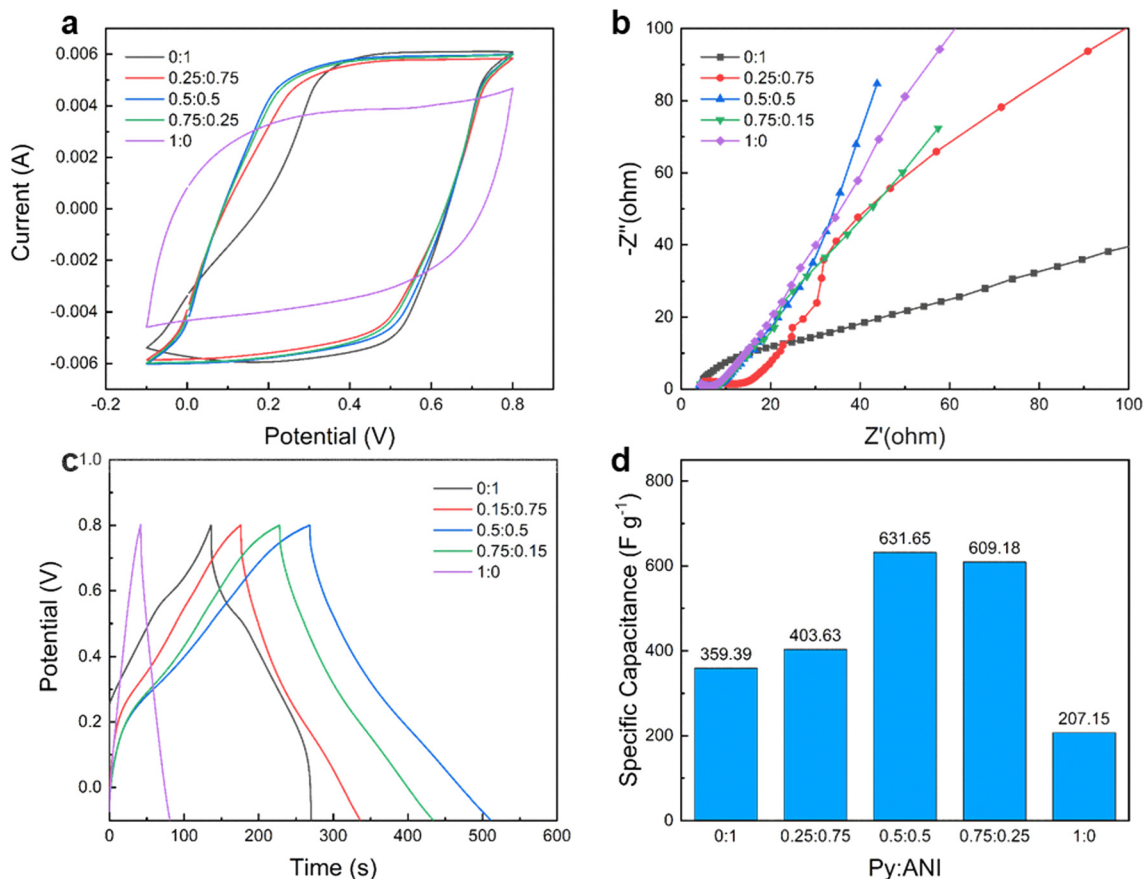 a
0:1
0.25:0.75
0.5:0.5
0.75:0.25
1:0
0.006
0.004
0.002
0.000
-0.002
-0.004
-0.006
Current (A)
-0.2 0.0 0.2 0.4 0.6 0.8
Potential (V)
b
0:1
0.25:0.75
0.5:0.5
0.75:0.15
1:0
100
80
60
40
20
0
-Z''(ohm)
0 20 40 60 80 100
Z'(ohm)
c
0:1
0.15:0.75
0.5:0.5
0.75:0.15
1:0
1.0
0.8
0.6
0.4
0.2
0.0
Potential (V)
0 100 200 300 400 500 600
Time (s)
d
800
600
400
200
0
Specific Capacitance (F g⁻¹)
359.39
403.63
631.65
609.18
207.15
0:1 0.25:0.75 0.5:0.5 0.75:0.25 1:0
Py:ANI